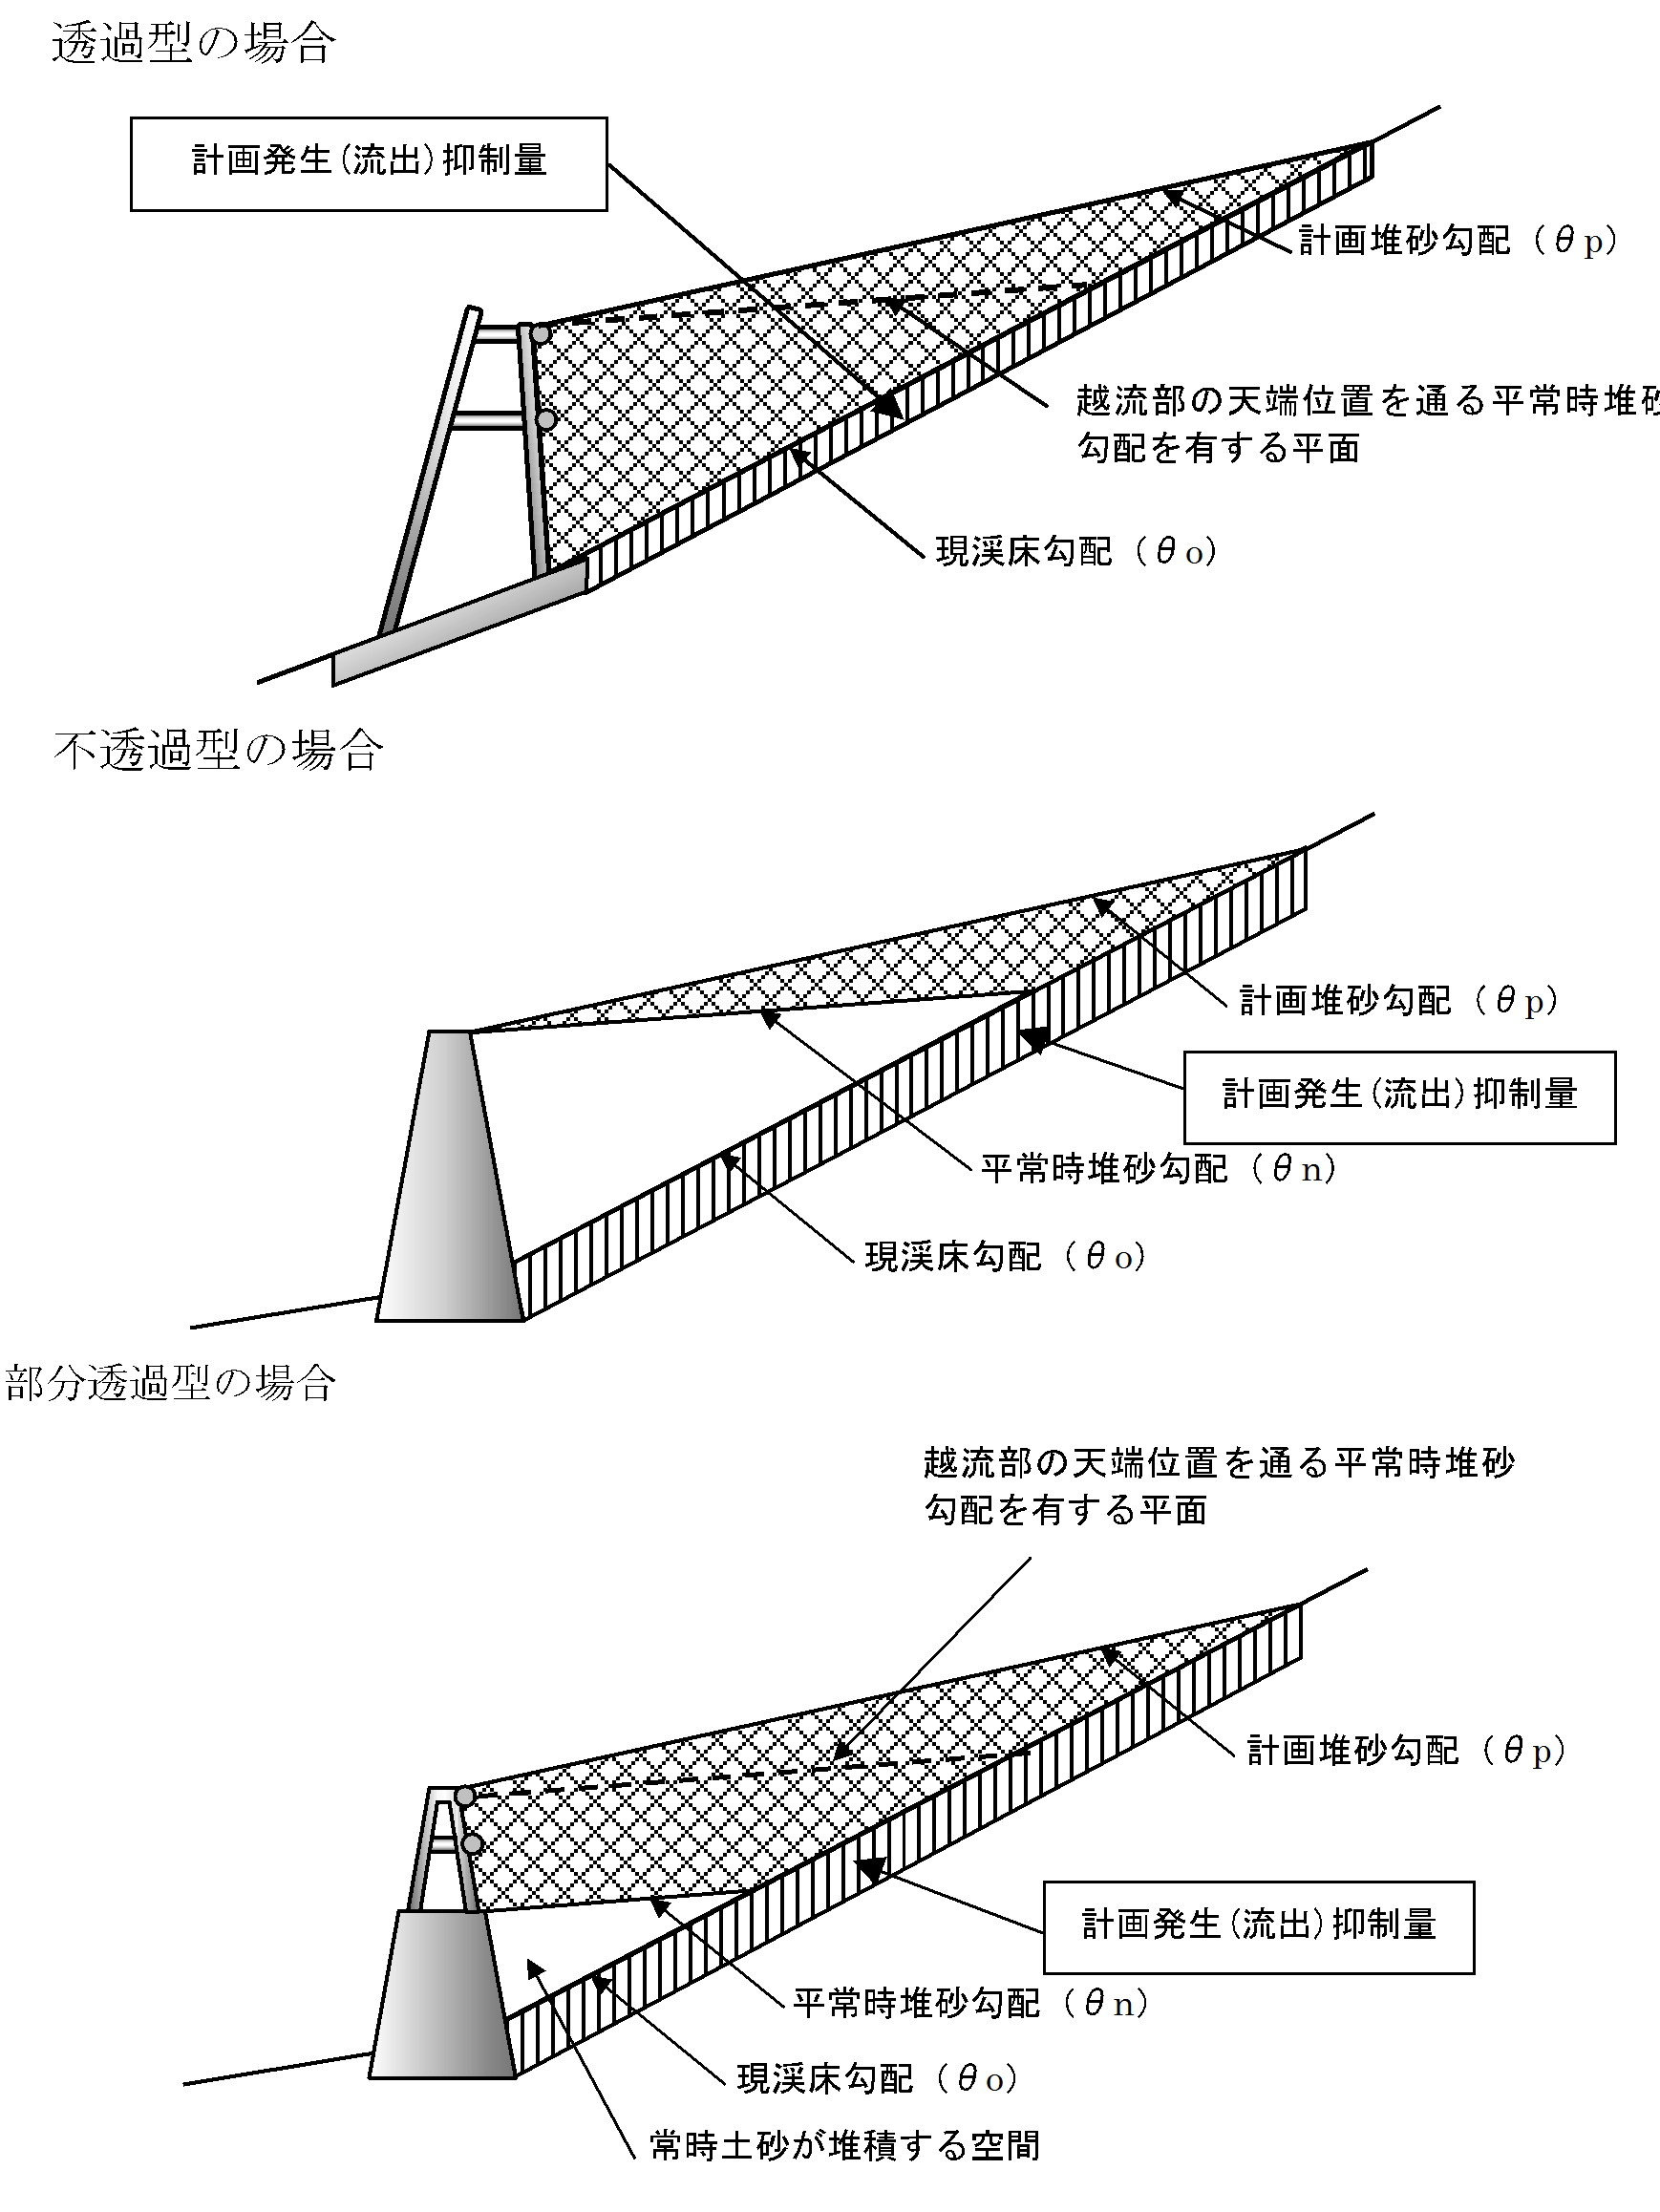 透過型の場合
計画発生(流出)抑制量
計画堆砂勾配(θp)
越流部の天端位置を通る平常時堆砂
勾配を有する平面
現渓床勾配(θo)
不透過型の場合
計画堆砂勾配(θp)
計画発生(流出)抑制量
平常時堆砂勾配(θn)
現渓床勾配(θo)
部分透過型の場合
越流部の天端位置を通る平常時堆砂
勾配を有する平面
計画堆砂勾配(θp)
計画発生(流出)抑制量
平常時堆砂勾配(θn)
現渓床勾配(θo)
常時土砂が堆積する空間